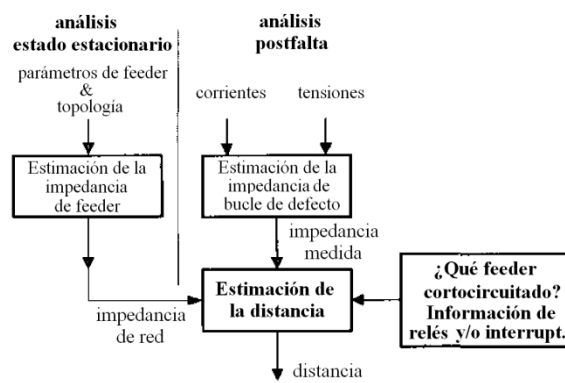 análisis
estado estacionario
análisis
postfalta
parámetros de feeder
&
topología
corrientes
tensiones
Estimación de la
impedancia
de feeder
Estimación de la
impedancia de
bucle de defecto
impedancia
medida
Estimación de
la distancia
¿Qué feeder
cortocircuitado?
Información de
relés y/o interrupt.
impedancia
de red
distancia